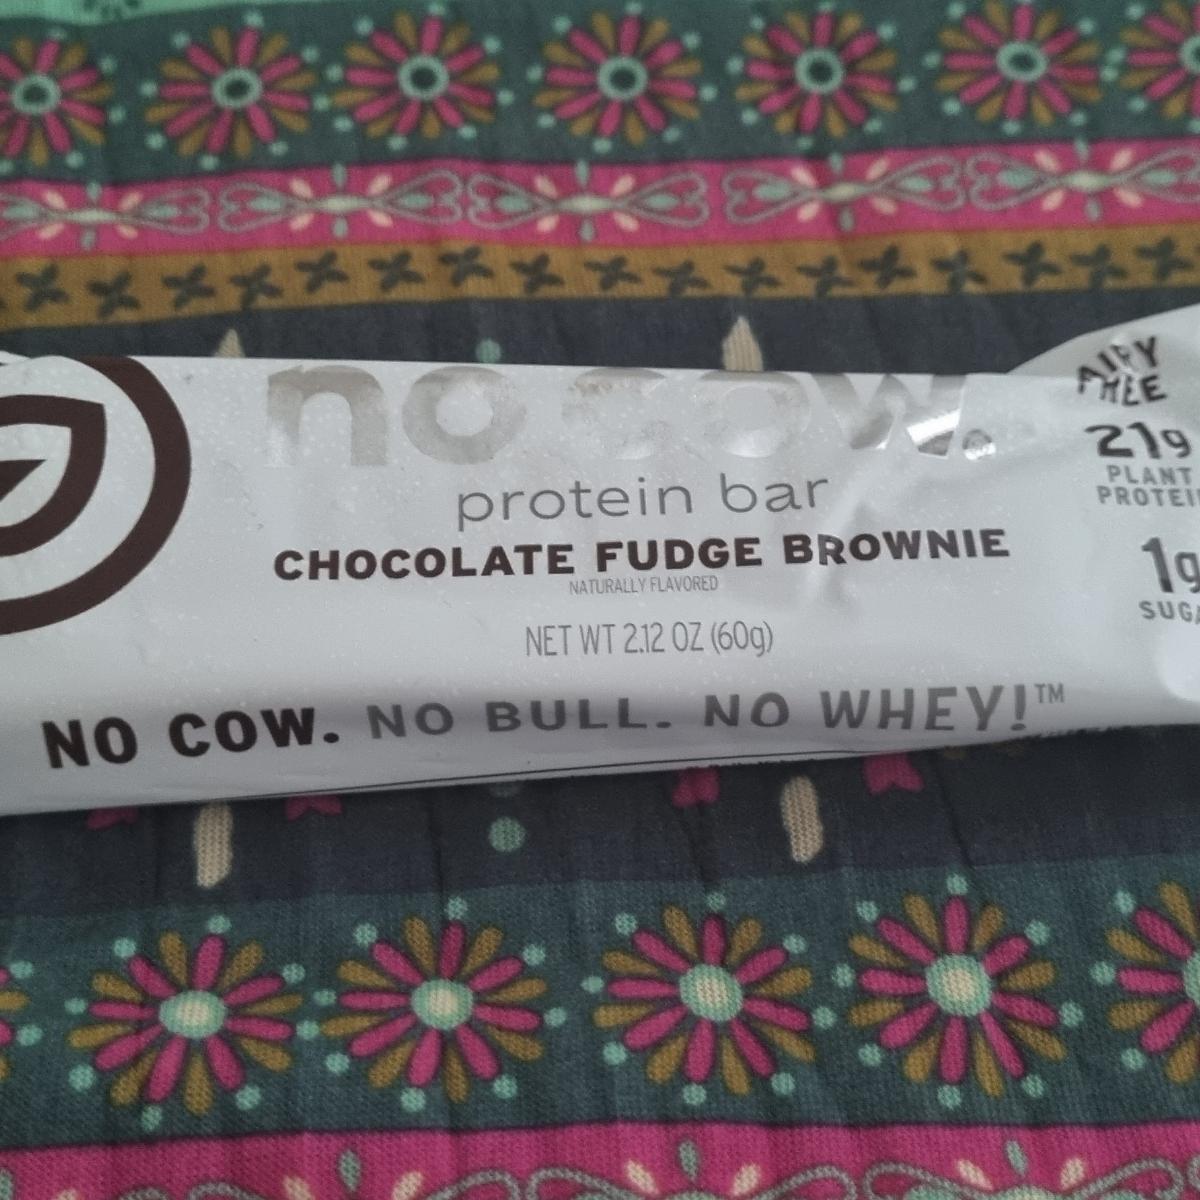 no cow.
protein bar
CHOCOLATE FUDGE BROWNIE
NATURALLY FLAVORED
NET WT 2.12 OZ (60g)
NO COW. NO BULL. NO WHEY!™
21g
PLANT
1g